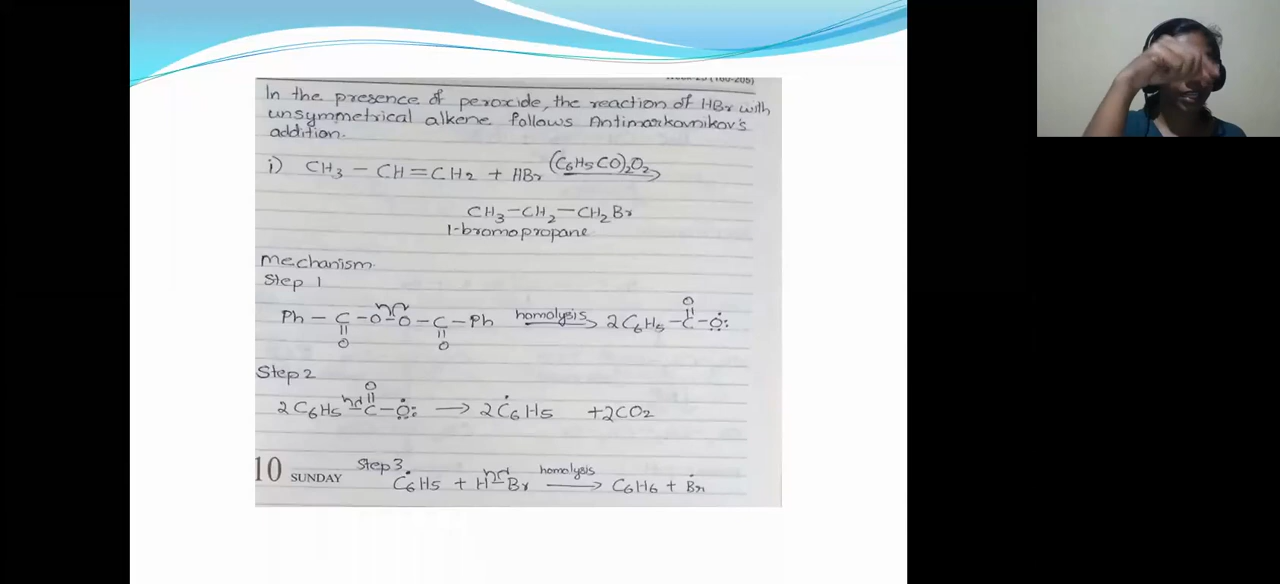 In the presence of peroxide, the reaction of HBr with
unsymmetrical alkene follows Antimarkovnikov's
addition.
i) CH3 – CH = CH2 + HBr (C6H5CO)2O2 →
CH3 – CH2 – CH2Br
1-bromopropane
Mechanism.
Step 1
Ph – C – O – O – C – Ph homolysis → 2C6H5 – C – O:
O O O
Step 2
2C6H5 – C – O: → 2C6H5 + 2CO2
O
10 SUNDAY Step 3.
C6H5 + H – Br homolysis → C6H6 + Br